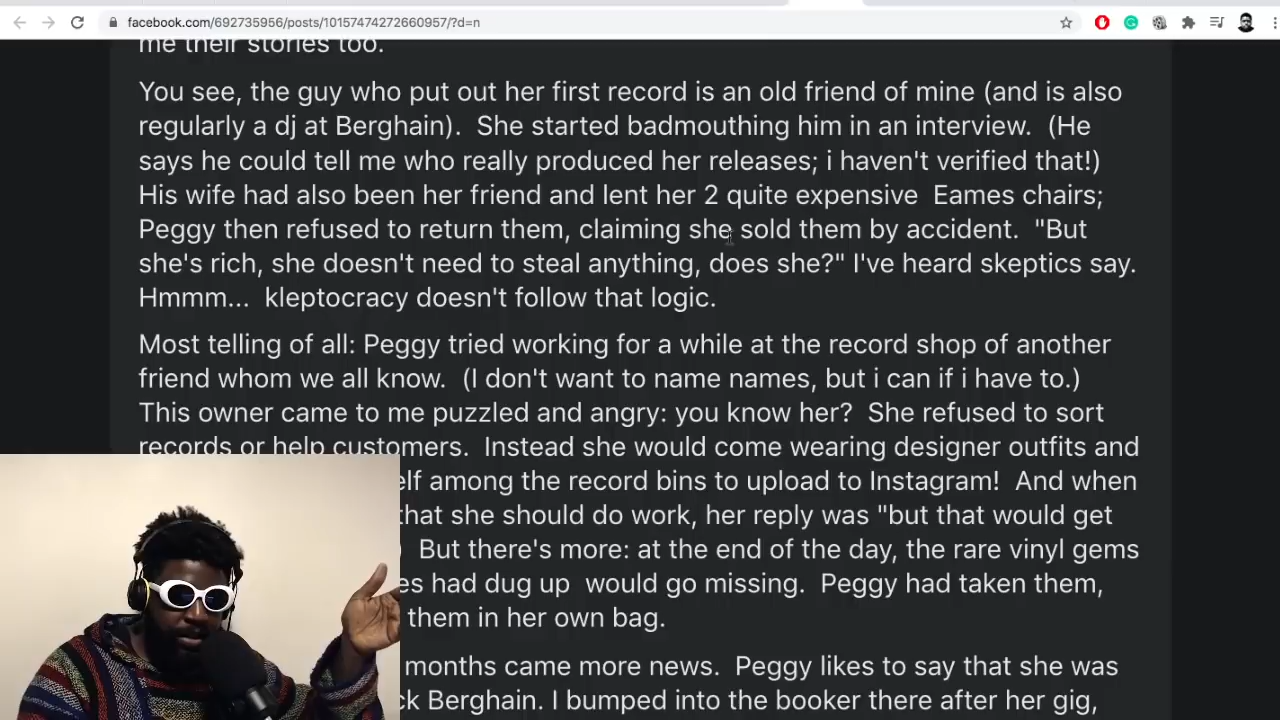 facebook.com/692735956/posts/10157474272660957/?d=n
me their stories too.
You see, the guy who put out her first record is an old friend of mine (and is also
regularly a dj at Berghain).  She started badmouthing him in an interview.  (He
says he could tell me who really produced her releases; i haven't verified that!)
His wife had also been her friend and lent her 2 quite expensive  Eames chairs;
Peggy then refused to return them, claiming she sold them by accident.  "But
she's rich, she doesn't need to steal anything, does she?" I've heard skeptics say.
Hmmm...  kleptocracy doesn't follow that logic.
Most telling of all: Peggy tried working for a while at the record shop of another
friend whom we all know.  (I don't want to name names, but i can if i have to.)
This owner came to me puzzled and angry: you know her?  She refused to sort
records or help customers.  Instead she would come wearing designer outfits and
elf among the record bins to upload to Instagram!  And when
that she should do work, her reply was "but that would get
But there's more: at the end of the day, the rare vinyl gems
es had dug up  would go missing.  Peggy had taken them,
them in her own bag.
months came more news.  Peggy likes to say that she was
ck Berghain. I bumped into the booker there after her gig,